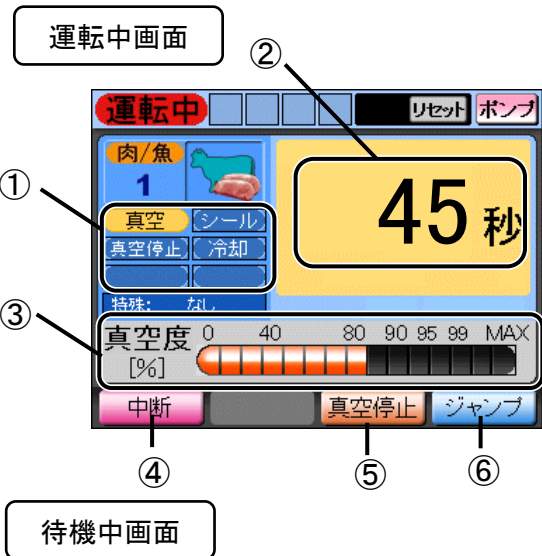 運転中画面
②
運転中 リセット ポンプ
肉/魚
1
①
真空 シール
45 秒
真空停止 冷却
特殊: なし
③
真空度 0 40 80 90 95 99 MAX
[%]
中断 真空停止 ジャンプ
④ ⑤ ⑥
待機中画面